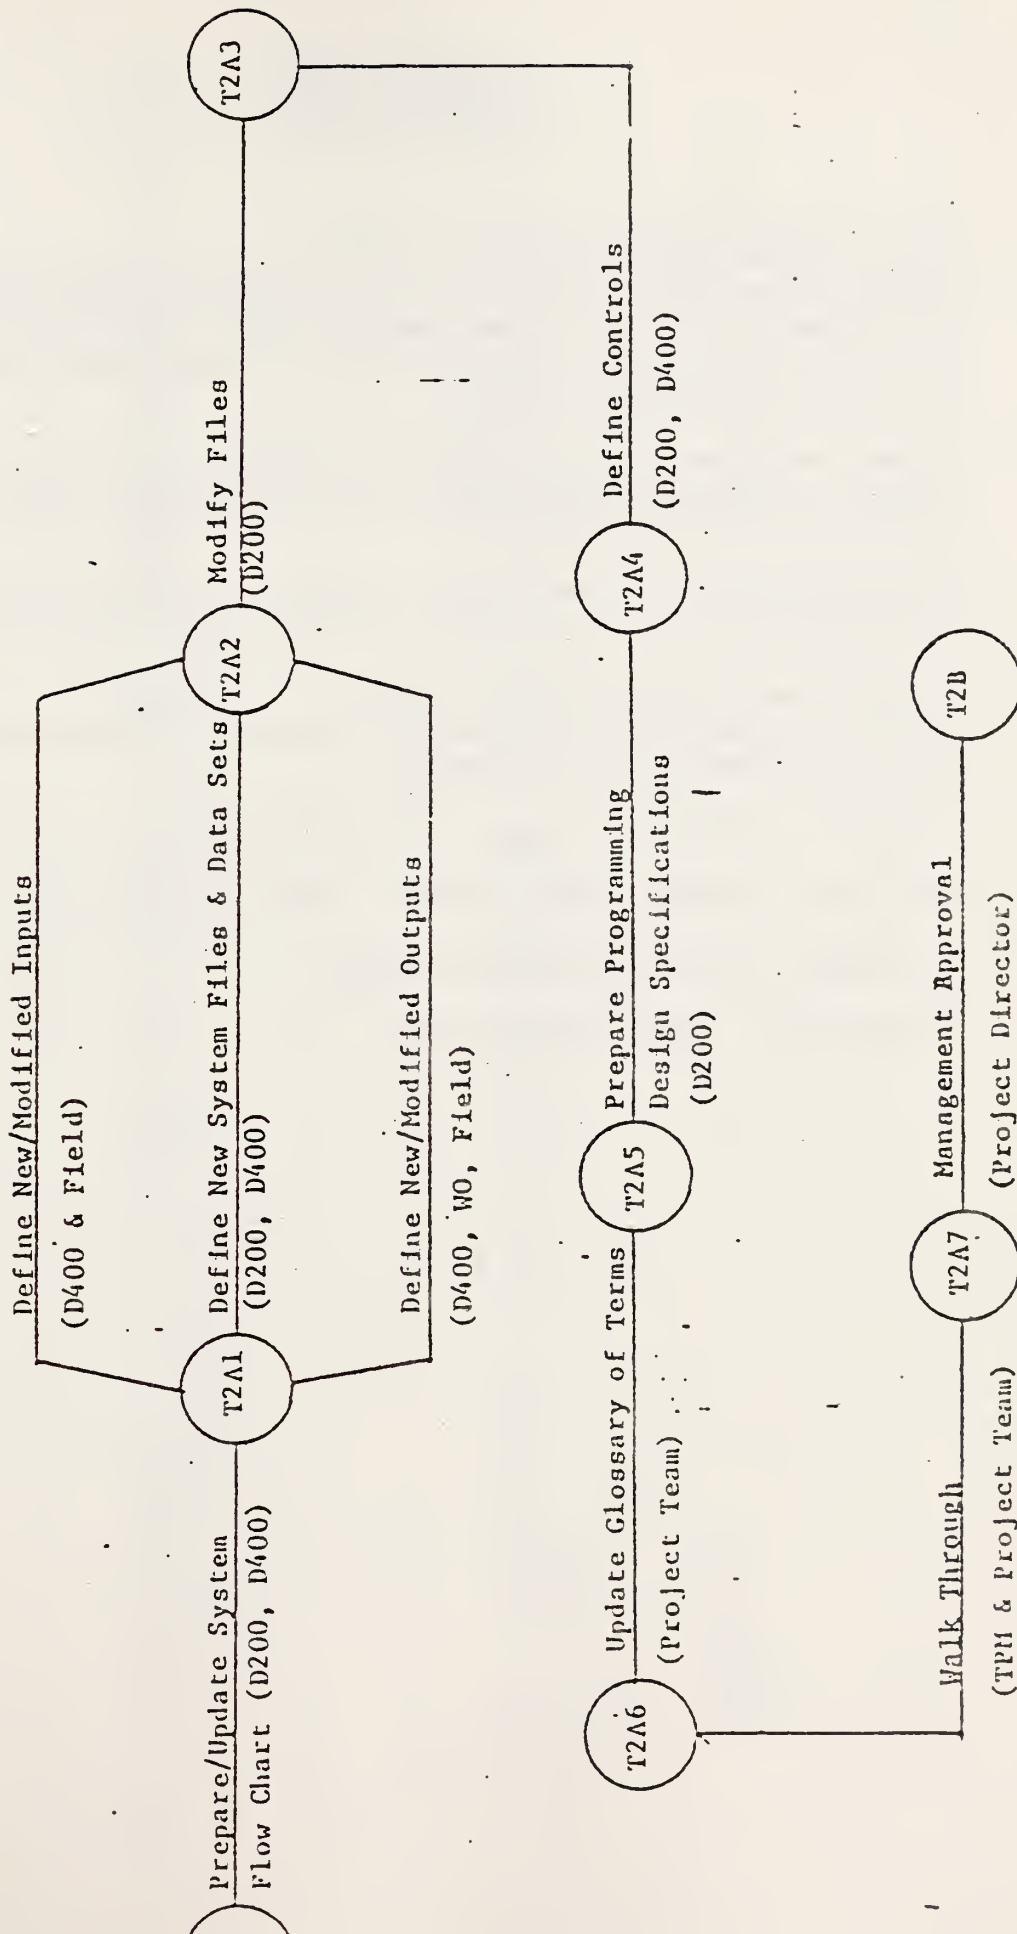 Prepare/Update System
Flow Chart (D200, D400)
T2A1
Define New/Modified Inputs
(D400 & Field)
Define New System Files & Data Sets
(D200, D400)
Define New/Modified Outputs
(D400, WO, Field)
T2A2
Modify Files
(D200)
T2A3
Define Controls
(D200, D400)
T2A4
Prepare Programming
Design Specifications
(D200)
T2A5
Update Glossary of Terms
(Project Team)
T2A6
Walk Through
(TPM & Project Team)
T2A7
Management Approval
(Project Director)
T2B